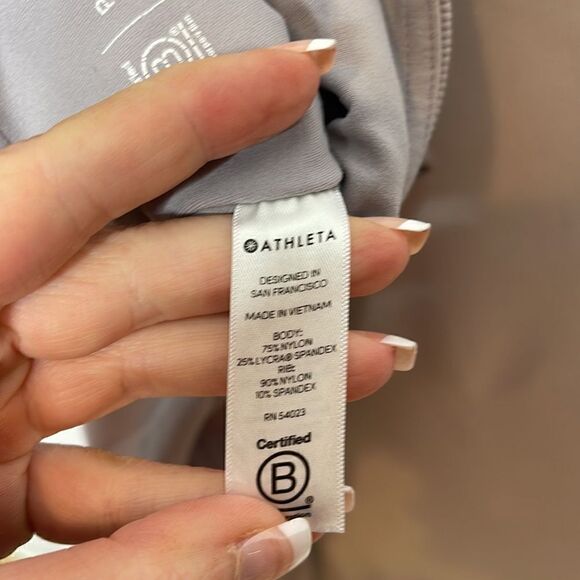 ATHLETA
DESIGNED IN
SAN FRANCISCO
MADE IN VIETNAM
BODY:
75% NYLON
25% LYCRA® SPANDEX
RIB:
90% NYLON
10% SPANDEX
RN 54023
Certified
B
®